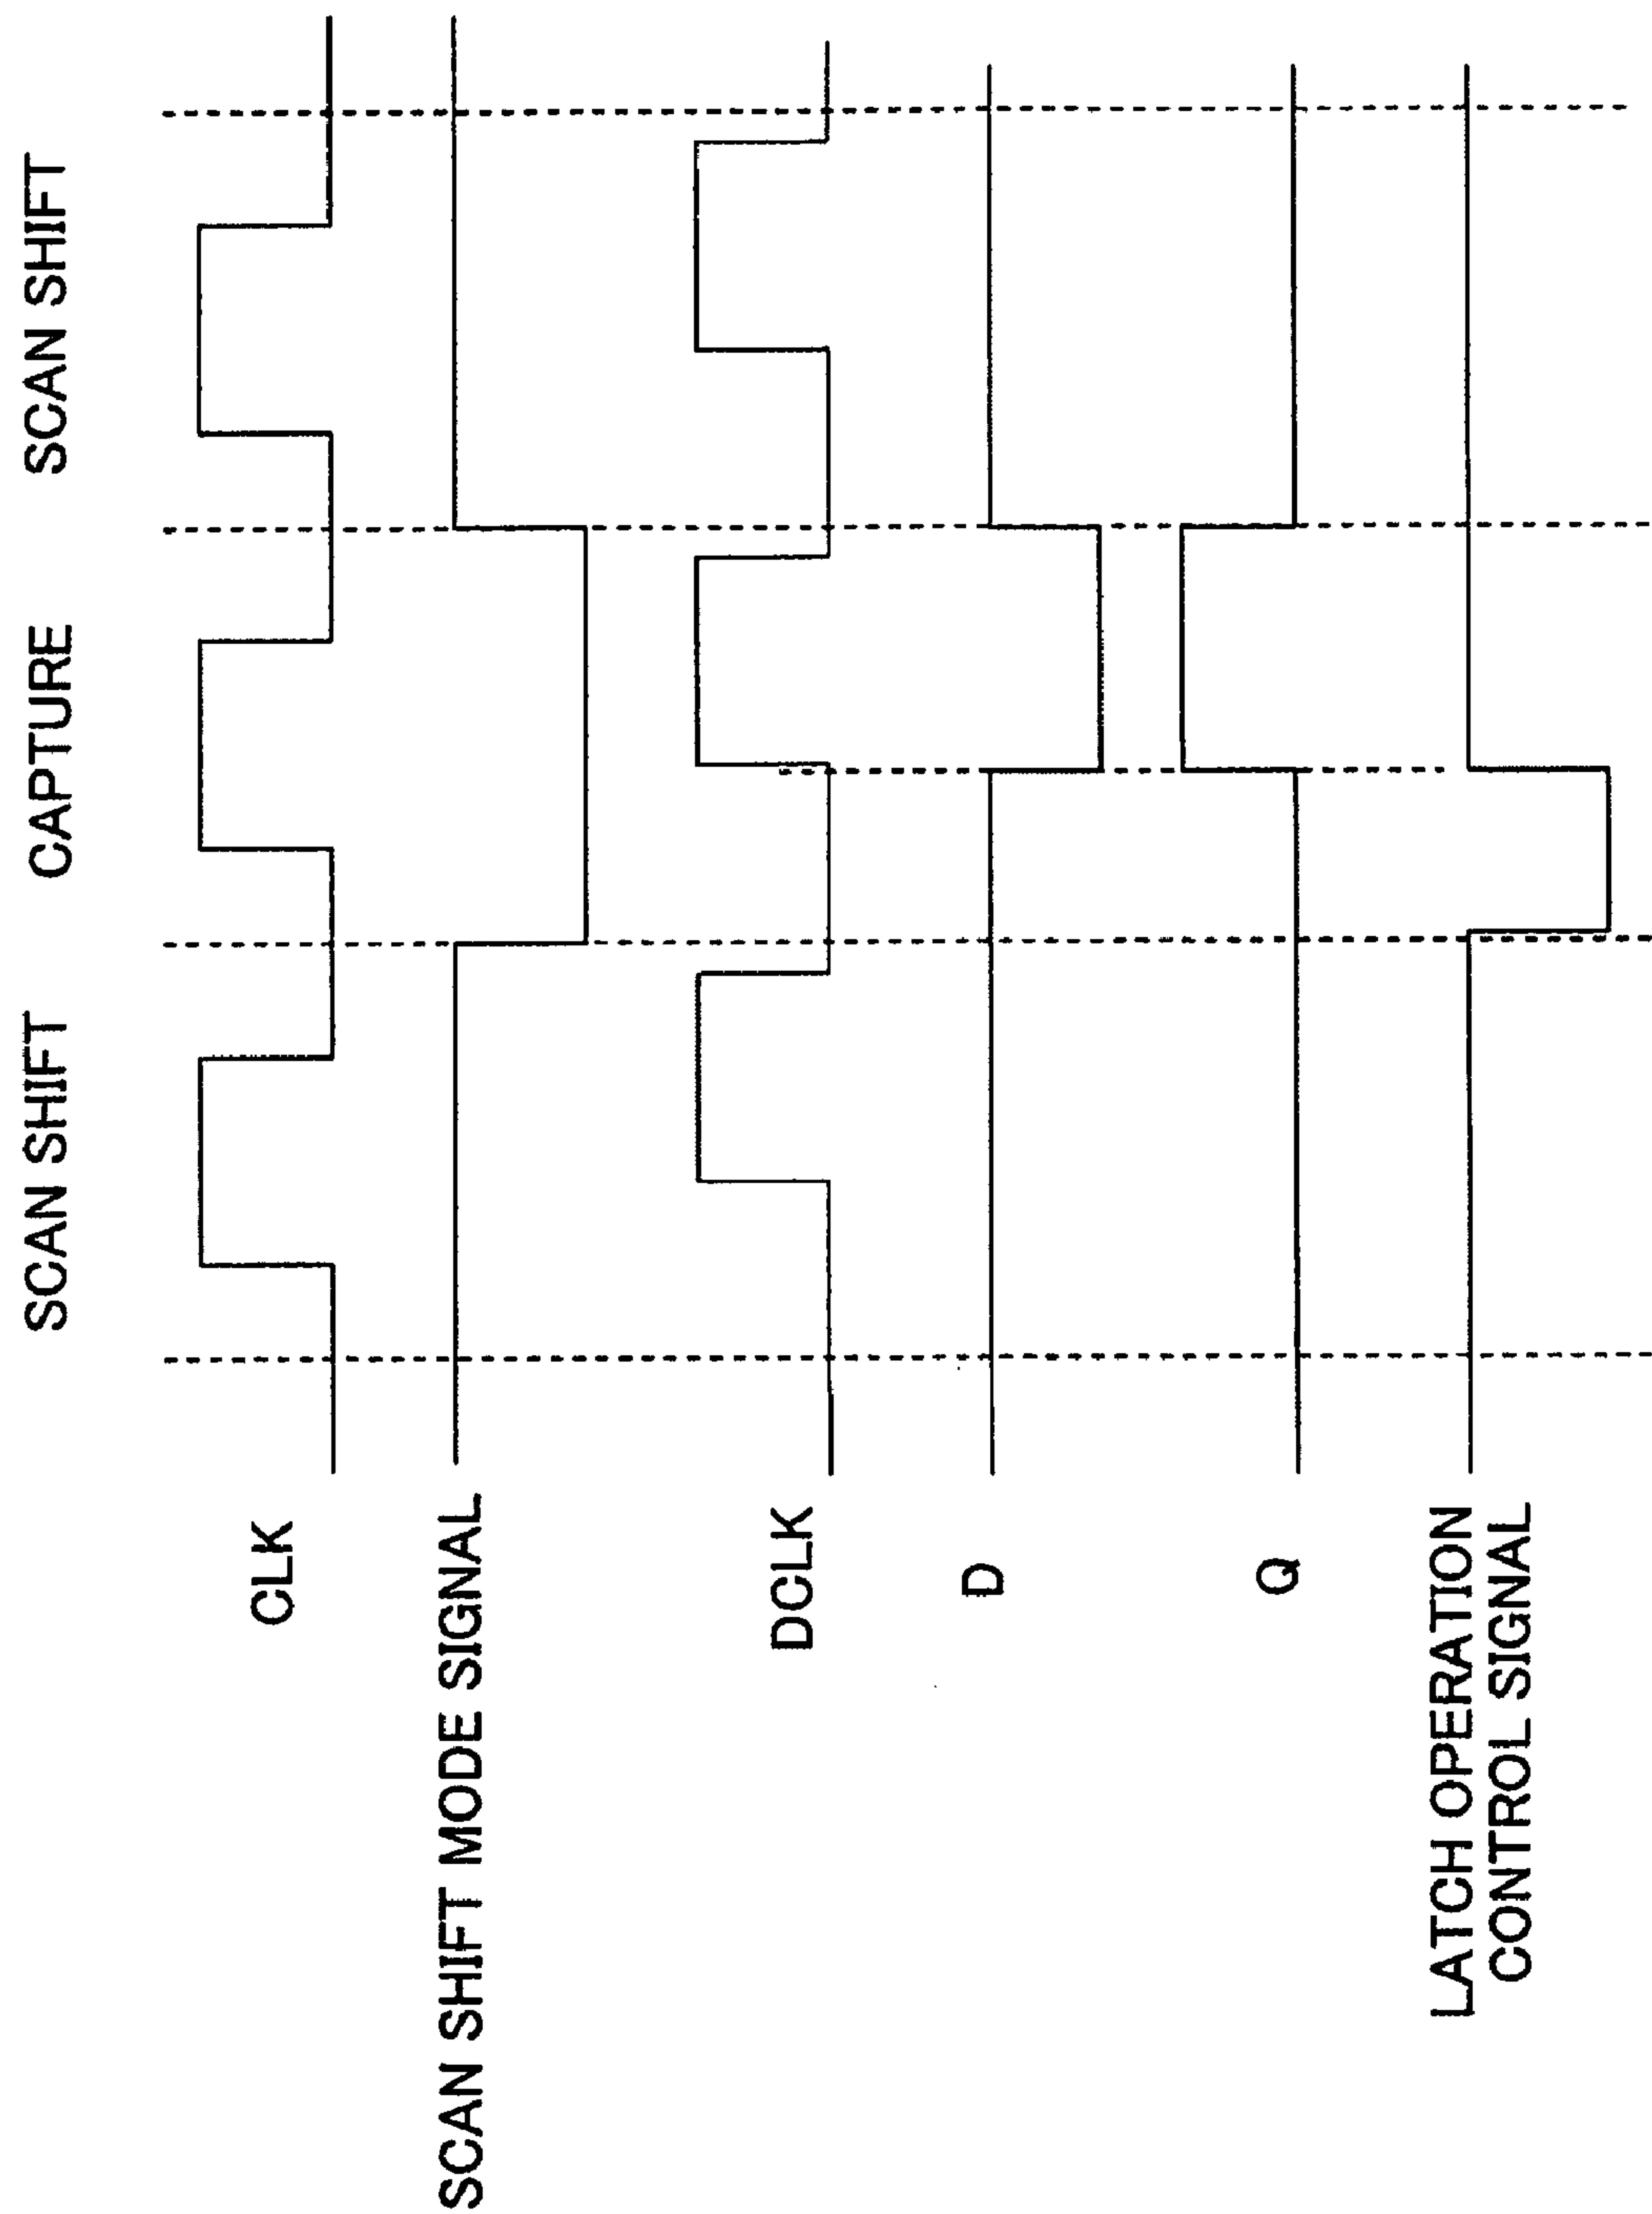 SCAN SHIFT
CAPTURE
SCAN SHIFT
CLK
SCAN SHIFT MODE SIGNAL
DCLK
D
Q
LATCH OPERATION
CONTROL SIGNAL